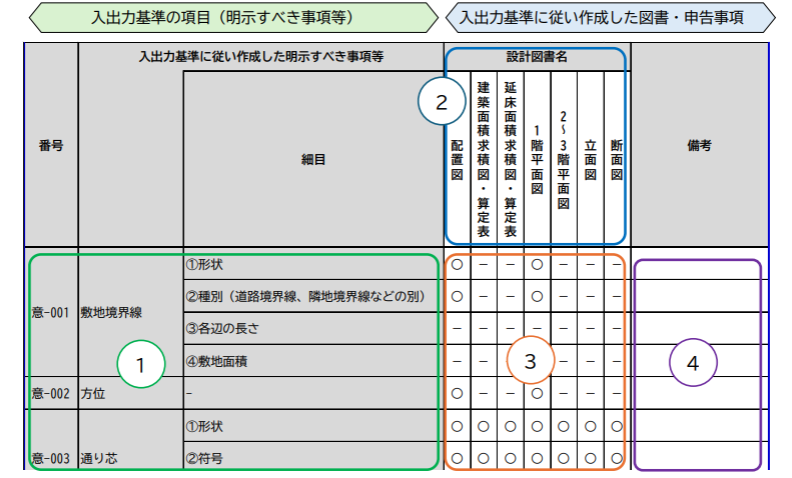 入出力基準の項目（明示すべき事項等）
入出力基準に従い作成した図書・申告事項
番号
入出力基準に従い作成した明示すべき事項等
細目
設計図書名
配置図
建築面積求積図・算定表
延床面積求積図・算定表
1階平面図
2～3階平面図
立面図
断面図
備考
2
意-001 敷地境界線
①形状 ○ － － ○ － － －
②種別（道路境界線、隣地境界線などの別） ○ － － ○ － － －
③各辺の長さ － － － － － － －
④敷地面積 － － － －
1
3
4
意-002 方位 - ○ － － ○ － － －
意-003 通り芯
①形状 ○ ○ ○ ○ ○ ○ ○
②符号 ○ ○ ○ ○ ○ ○ ○